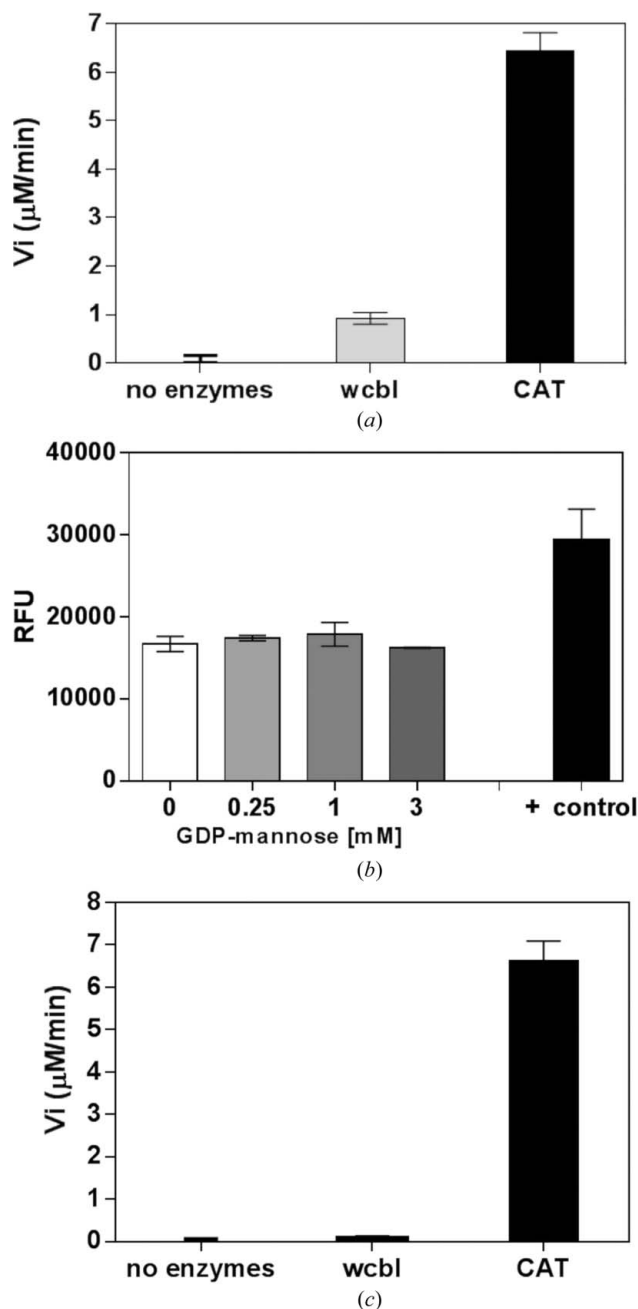 7
6
5
4
3
2
1
0
Vi (μM/min)
no enzymes wcbI CAT
(a)
40000
30000
20000
10000
0
RFU
0 0.25 1 3 + control
GDP-mannose [mM]
(b)
8
7
6
5
4
3
2
1
0
Vi (μM/min)
no enzymes wcbI CAT
(c)